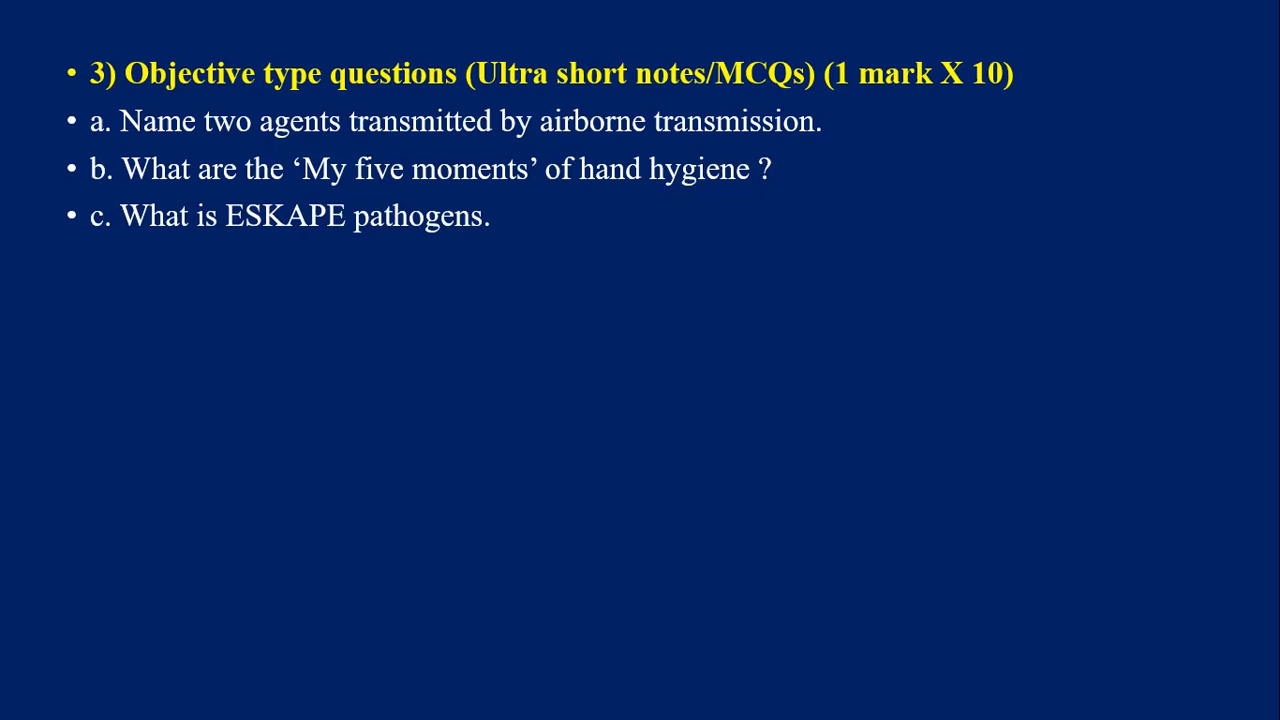 • 3) Objective type questions (Ultra short notes/MCQs) (1 mark X 10)
• a. Name two agents transmitted by airborne transmission.
• b. What are the ‘My five moments’ of hand hygiene ?
• c. What is ESKAPE pathogens.